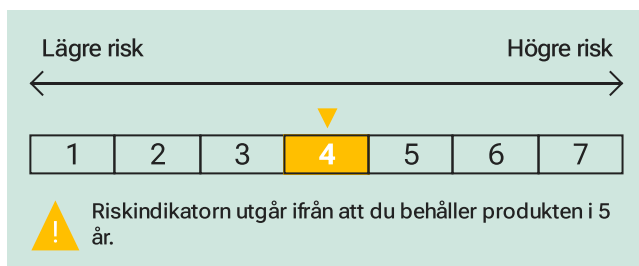 Lägre risk Högre risk
1 2 3 4 5 6 7
! Riskindikatorn utgår ifrån att du behåller produkten i 5
år.